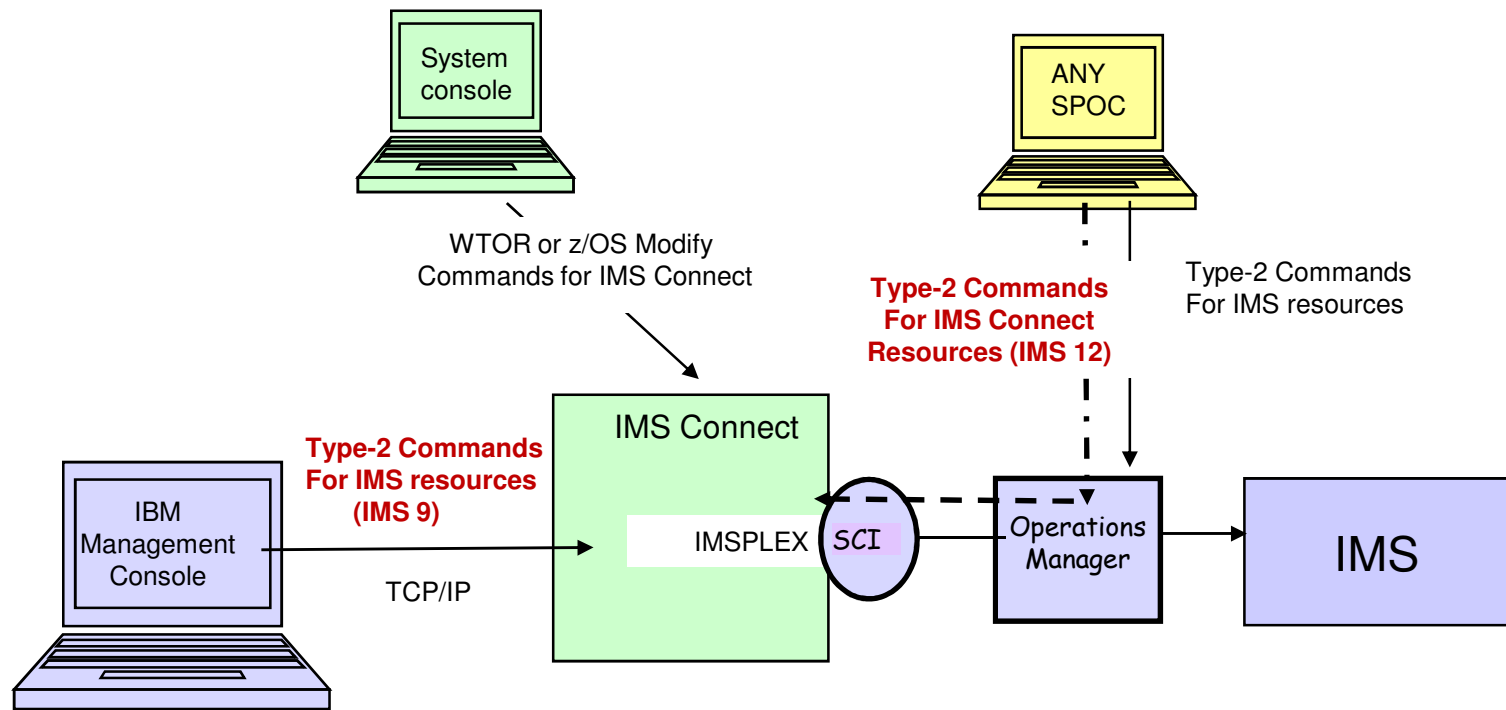 System
console
ANY
SPOC
WTOR or z/OS Modify
Commands for IMS Connect
Type-2 Commands
For IMS Connect
Resources (IMS 12)
Type-2 Commands
For IMS resources
IMS Connect
Type-2 Commands
For IMS resources
(IMS 9)
IBM
Management
Console
TCP/IP
IMSPLEX
SCI
Operations
Manager
IMS